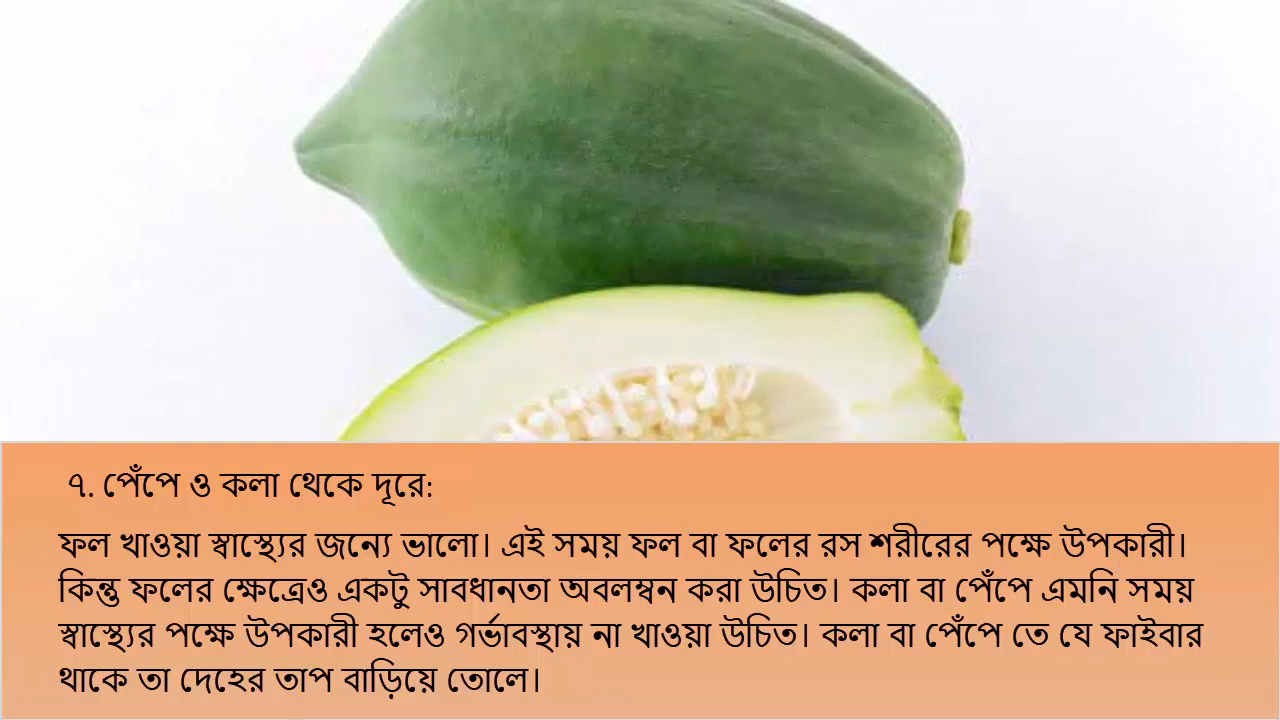 ৭. পেঁপে ও কলা থেকে দূরে:
ফল খাওয়া স্বাস্থ্যের জন্যে ভালো। এই সময় ফল বা ফলের রস শরীরের পক্ষে উপকারী।
কিন্তু ফলের ক্ষেত্রেও একটু সাবধানতা অবলম্বন করা উচিত। কলা বা পেঁপে এমনি সময়
স্বাস্থ্যের পক্ষে উপকারী হলেও গর্ভাবস্থায় না খাওয়া উচিত। কলা বা পেঁপে তে যে ফাইবার
থাকে তা দেহের তাপ বাড়িয়ে তোলে।